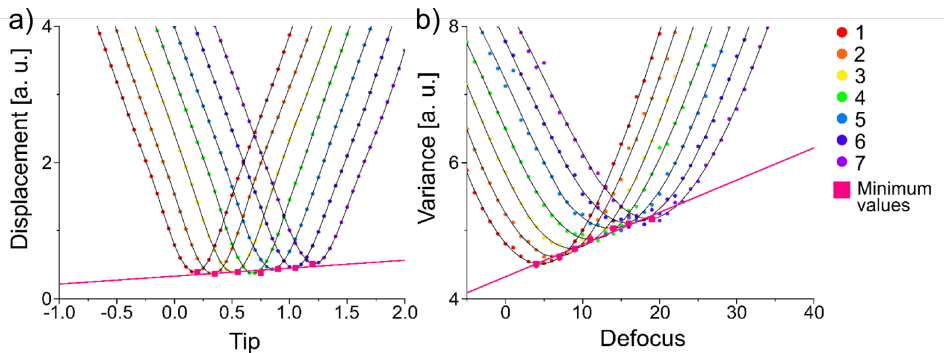 a)
Displacement [a. u.]
4
2
0
-1.0 -0.5 0.0 0.5 1.0 1.5 2.0
Tip
b)
Variance [a. u.]
8
6
4
0 10 20 30 40
Defocus
1
2
3
4
5
6
7
Minimum
values